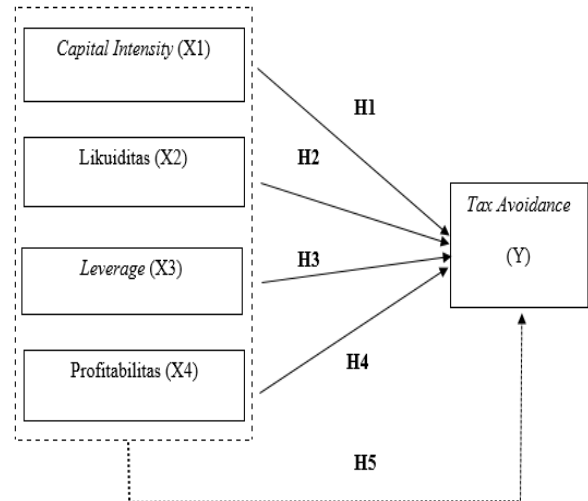 Capital Intensity (X1)
H1
Likuiditas (X2)
H2
Tax Avoidance
(Y)
Leverage (X3)
H3
Profitabilitas (X4)
H4
H5